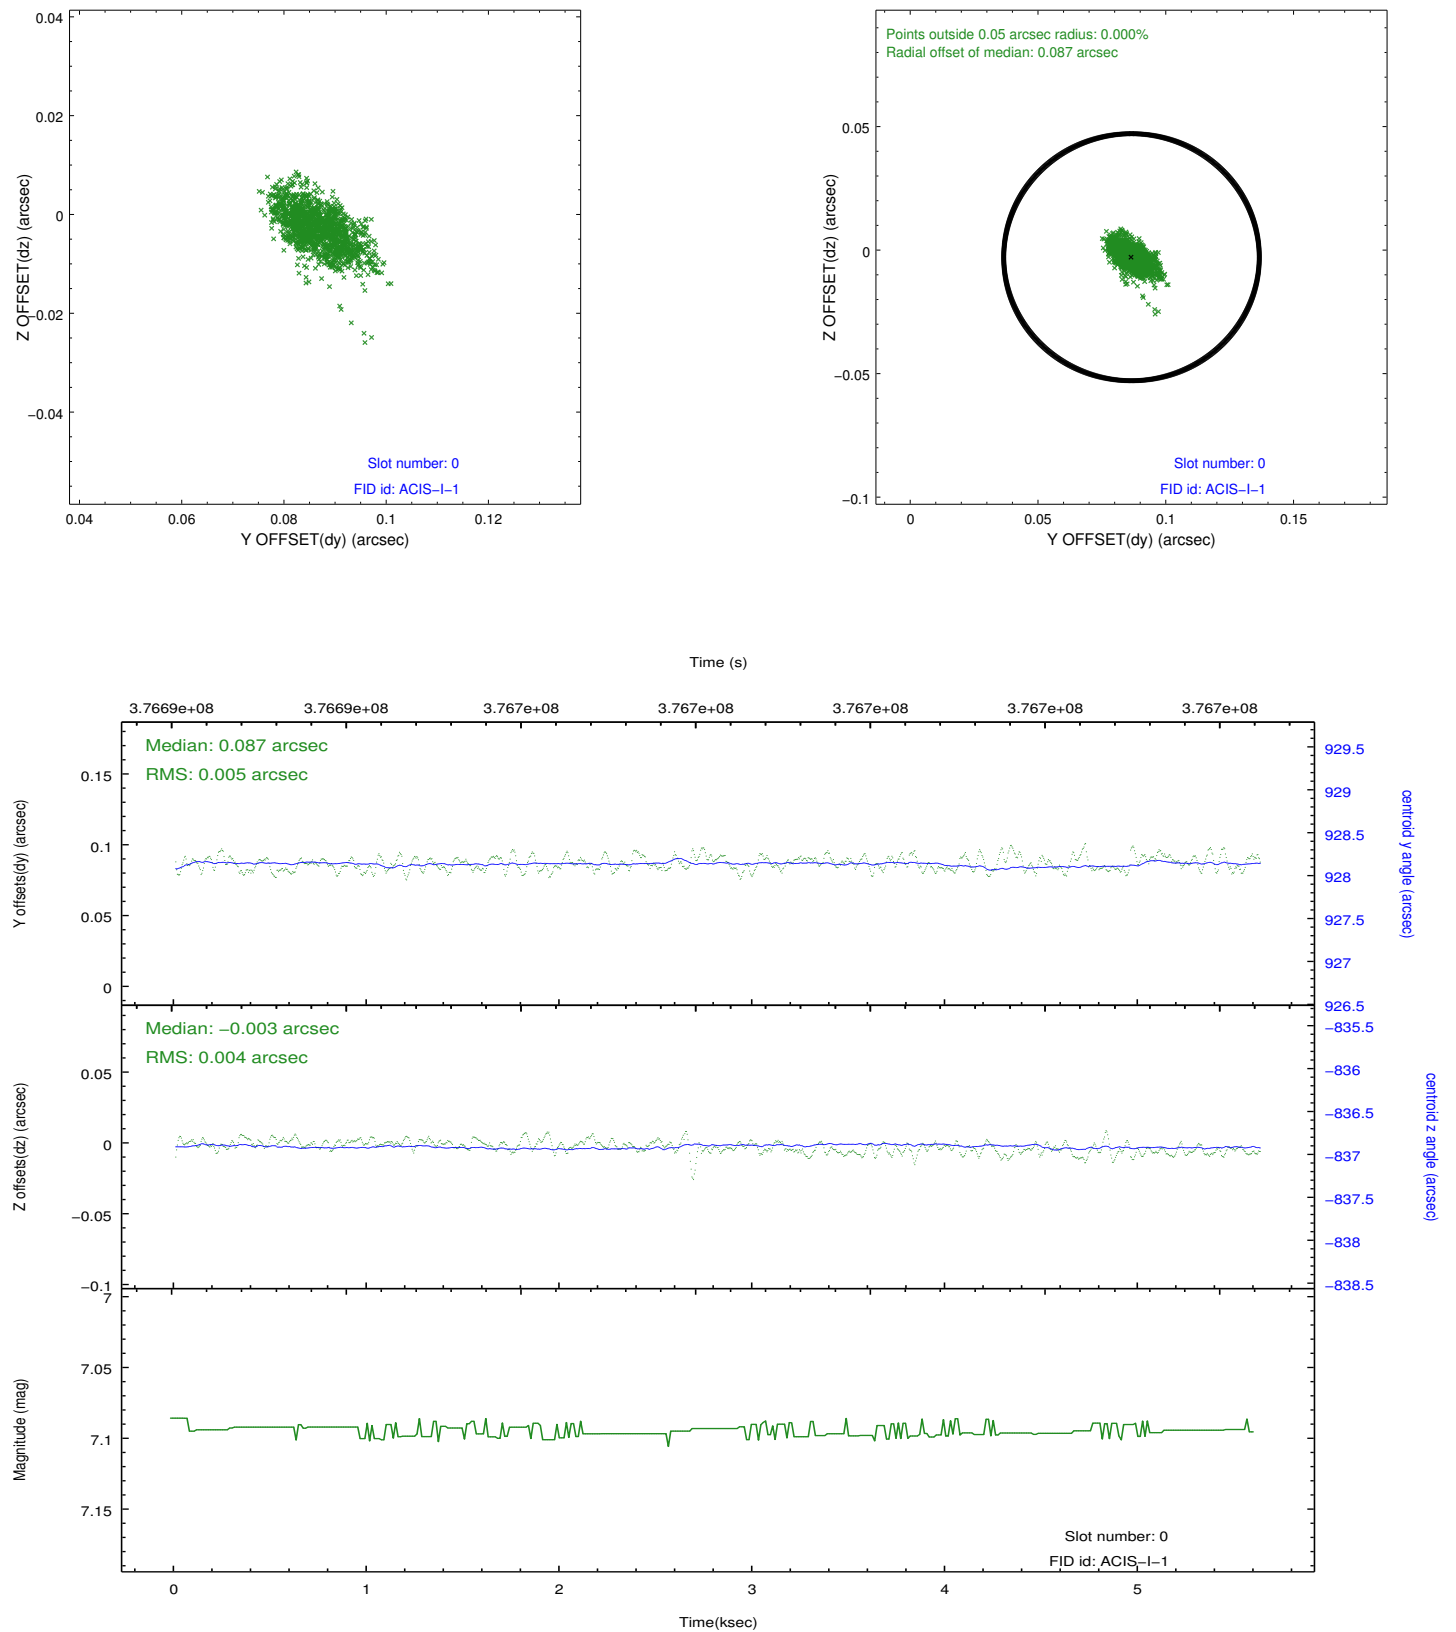 0.04
0.02
0
−0.02
−0.04
Z OFFSET(dz) (arcsec)
Slot number: 0
FID id: ACIS−I−1
0.04 0.06 0.08 0.1 0.12
Y OFFSET(dy) (arcsec)
Points outside 0.05 arcsec radius: 0.000%
Radial offset of median: 0.087 arcsec
0.05
0
−0.05
−0.1
Z OFFSET(dz) (arcsec)
Slot number: 0
FID id: ACIS−I−1
0 0.05 0.1 0.15
Y OFFSET(dy) (arcsec)
Time (s)
3.7669e+08 3.7669e+08 3.767e+08 3.767e+08 3.767e+08 3.767e+08 3.767e+08
Median: 0.087 arcsec
RMS: 0.005 arcsec
0.15
0.1
0.05
0
Y offsets(dy) (arcsec)
929.5
929
928.5
928
927.5
927
926.5
centroid y angle (arcsec)
Median: −0.003 arcsec
RMS: 0.004 arcsec
0.05
0
−0.05
−0.1
Z offsets(dz) (arcsec)
−835.5
−836
−836.5
−837
−837.5
−838
−838.5
centroid z angle (arcsec)
7
7.05
7.1
7.15
Magnitude (mag)
Slot number: 0
FID id: ACIS−I−1
0 1 2 3 4 5
Time(ksec)